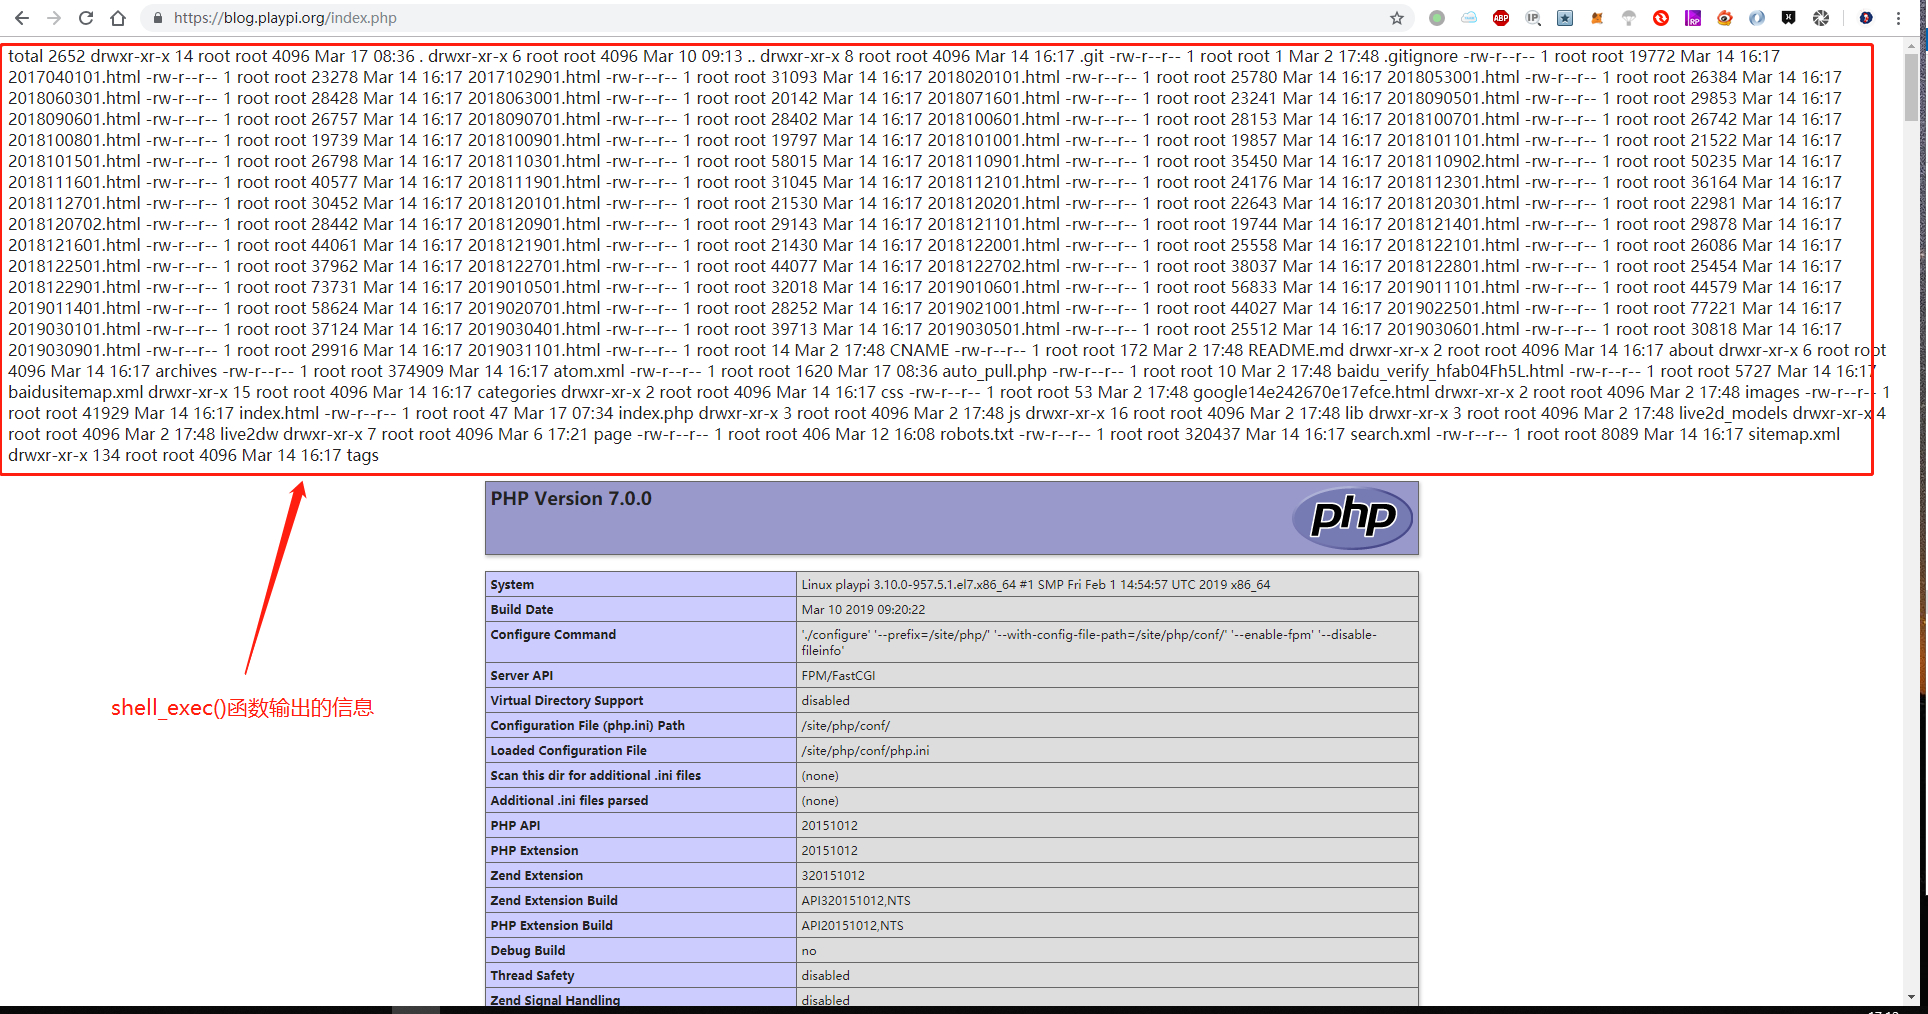 https://blog.playpi.org/index.php
total 2652 drwxr-xr-x 14 root root 4096 Mar 17 08:36 . drwxr-xr-x 6 root root 4096 Mar 10 09:13 .. drwxr-xr-x 8 root root 4096 Mar 14 16:17 .git -rw-r--r-- 1 root root 1 Mar 2 17:48 .gitignore -rw-r--r-- 1 root root 19772 Mar 14 16:17
2017040101.html -rw-r--r-- 1 root root 23278 Mar 14 16:17 2017102901.html -rw-r--r-- 1 root root 31093 Mar 14 16:17 2018020101.html -rw-r--r-- 1 root root 25780 Mar 14 16:17 2018053001.html -rw-r--r-- 1 root root 26384 Mar 14 16:17
2018060301.html -rw-r--r-- 1 root root 28428 Mar 14 16:17 2018063001.html -rw-r--r-- 1 root root 20142 Mar 14 16:17 2018071601.html -rw-r--r-- 1 root root 23241 Mar 14 16:17 2018090501.html -rw-r--r-- 1 root root 29853 Mar 14 16:17
2018090601.html -rw-r--r-- 1 root root 26757 Mar 14 16:17 2018090701.html -rw-r--r-- 1 root root 28402 Mar 14 16:17 2018100601.html -rw-r--r-- 1 root root 28153 Mar 14 16:17 2018100701.html -rw-r--r-- 1 root root 26742 Mar 14 16:17
2018100801.html -rw-r--r-- 1 root root 19739 Mar 14 16:17 2018100901.html -rw-r--r-- 1 root root 19797 Mar 14 16:17 2018101001.html -rw-r--r-- 1 root root 19857 Mar 14 16:17 2018101101.html -rw-r--r-- 1 root root 21522 Mar 14 16:17
2018101501.html -rw-r--r-- 1 root root 26798 Mar 14 16:17 2018110301.html -rw-r--r-- 1 root root 58015 Mar 14 16:17 2018110901.html -rw-r--r-- 1 root root 35450 Mar 14 16:17 2018110902.html -rw-r--r-- 1 root root 50235 Mar 14 16:17
2018111601.html -rw-r--r-- 1 root root 40577 Mar 14 16:17 2018111901.html -rw-r--r-- 1 root root 31045 Mar 14 16:17 2018112101.html -rw-r--r-- 1 root root 24176 Mar 14 16:17 2018112301.html -rw-r--r-- 1 root root 36164 Mar 14 16:17
2018112701.html -rw-r--r-- 1 root root 30452 Mar 14 16:17 2018120101.html -rw-r--r-- 1 root root 21530 Mar 14 16:17 2018120201.html -rw-r--r-- 1 root root 22643 Mar 14 16:17 2018120301.html -rw-r--r-- 1 root root 22981 Mar 14 16:17
2018120702.html -rw-r--r-- 1 root root 28442 Mar 14 16:17 2018120901.html -rw-r--r-- 1 root root 29143 Mar 14 16:17 2018121101.html -rw-r--r-- 1 root root 19744 Mar 14 16:17 2018121401.html -rw-r--r-- 1 root root 29878 Mar 14 16:17
2018121601.html -rw-r--r-- 1 root root 44061 Mar 14 16:17 2018121901.html -rw-r--r-- 1 root root 21430 Mar 14 16:17 2018122001.html -rw-r--r-- 1 root root 25558 Mar 14 16:17 2018122101.html -rw-r--r-- 1 root root 26086 Mar 14 16:17
2018122501.html -rw-r--r-- 1 root root 37962 Mar 14 16:17 2018122701.html -rw-r--r-- 1 root root 44077 Mar 14 16:17 2018122702.html -rw-r--r-- 1 root root 38037 Mar 14 16:17 2018122801.html -rw-r--r-- 1 root root 25454 Mar 14 16:17
2018122901.html -rw-r--r-- 1 root root 73731 Mar 14 16:17 2019010501.html -rw-r--r-- 1 root root 32018 Mar 14 16:17 2019010601.html -rw-r--r-- 1 root root 56833 Mar 14 16:17 2019011101.html -rw-r--r-- 1 root root 44579 Mar 14 16:17
2019011401.html -rw-r--r-- 1 root root 58624 Mar 14 16:17 2019020701.html -rw-r--r-- 1 root root 28252 Mar 14 16:17 2019021001.html -rw-r--r-- 1 root root 44027 Mar 14 16:17 2019022501.html -rw-r--r-- 1 root root 77221 Mar 14 16:17
2019030101.html -rw-r--r-- 1 root root 37124 Mar 14 16:17 2019030401.html -rw-r--r-- 1 root root 39713 Mar 14 16:17 2019030501.html -rw-r--r-- 1 root root 25512 Mar 14 16:17 2019030601.html -rw-r--r-- 1 root root 30818 Mar 14 16:17
2019030901.html -rw-r--r-- 1 root root 29916 Mar 14 16:17 2019031101.html -rw-r--r-- 1 root root 14 Mar 2 17:48 CNAME -rw-r--r-- 1 root root 172 Mar 2 17:48 README.md drwxr-xr-x 2 root root 4096 Mar 14 16:17 about drwxr-xr-x 6 root root
4096 Mar 14 16:17 archives -rw-r--r-- 1 root root 374909 Mar 14 16:17 atom.xml -rw-r--r-- 1 root root 1620 Mar 17 08:36 auto_pull.php -rw-r--r-- 1 root root 10 Mar 2 17:48 baidu_verify_hfab04Fh5L.html -rw-r--r-- 1 root root 5727 Mar 14 16:17
baidusitemap.xml drwxr-xr-x 15 root root 4096 Mar 14 16:17 categories drwxr-xr-x 2 root root 4096 Mar 14 16:17 css -rw-r--r-- 1 root root 53 Mar 2 17:48 google14e242670e17efce.html drwxr-xr-x 2 root root 4096 Mar 2 17:48 images -rw-r--r-- 1
root root 41929 Mar 14 16:17 index.html -rw-r--r-- 1 root root 47 Mar 17 07:34 index.php drwxr-xr-x 3 root root 4096 Mar 2 17:48 js drwxr-xr-x 16 root root 4096 Mar 2 17:48 lib drwxr-xr-x 3 root root 4096 Mar 2 17:48 live2d_models drwxr-xr-x 4
root root 4096 Mar 2 17:48 live2dw drwxr-xr-x 7 root root 4096 Mar 6 17:21 page -rw-r--r-- 1 root root 406 Mar 12 16:08 robots.txt -rw-r--r-- 1 root root 320437 Mar 14 16:17 search.xml -rw-r--r-- 1 root root 8089 Mar 14 16:17 sitemap.xml
drwxr-xr-x 134 root root 4096 Mar 14 16:17 tags
PHP Version 7.0.0
php
System Linux playpi 3.10.0-957.5.1.el7.x86_64 #1 SMP Fri Feb 1 14:54:57 UTC 2019 x86_64
Build Date Mar 10 2019 09:20:22
Configure Command './configure' '--prefix=/site/php/' '--with-config-file-path=/site/php/conf/' '--enable-fpm' '--disable-
fileinfo'
Server API FPM/FastCGI
Virtual Directory Support disabled
Configuration File (php.ini) Path /site/php/conf/
Loaded Configuration File /site/php/conf/php.ini
Scan this dir for additional .ini files (none)
Additional .ini files parsed (none)
PHP API 20151012
PHP Extension 20151012
Zend Extension 320151012
Zend Extension Build API320151012,NTS
PHP Extension Build API20151012,NTS
Debug Build no
Thread Safety disabled
Zend Signal Handling disabled
shell_exec()函数输出的信息